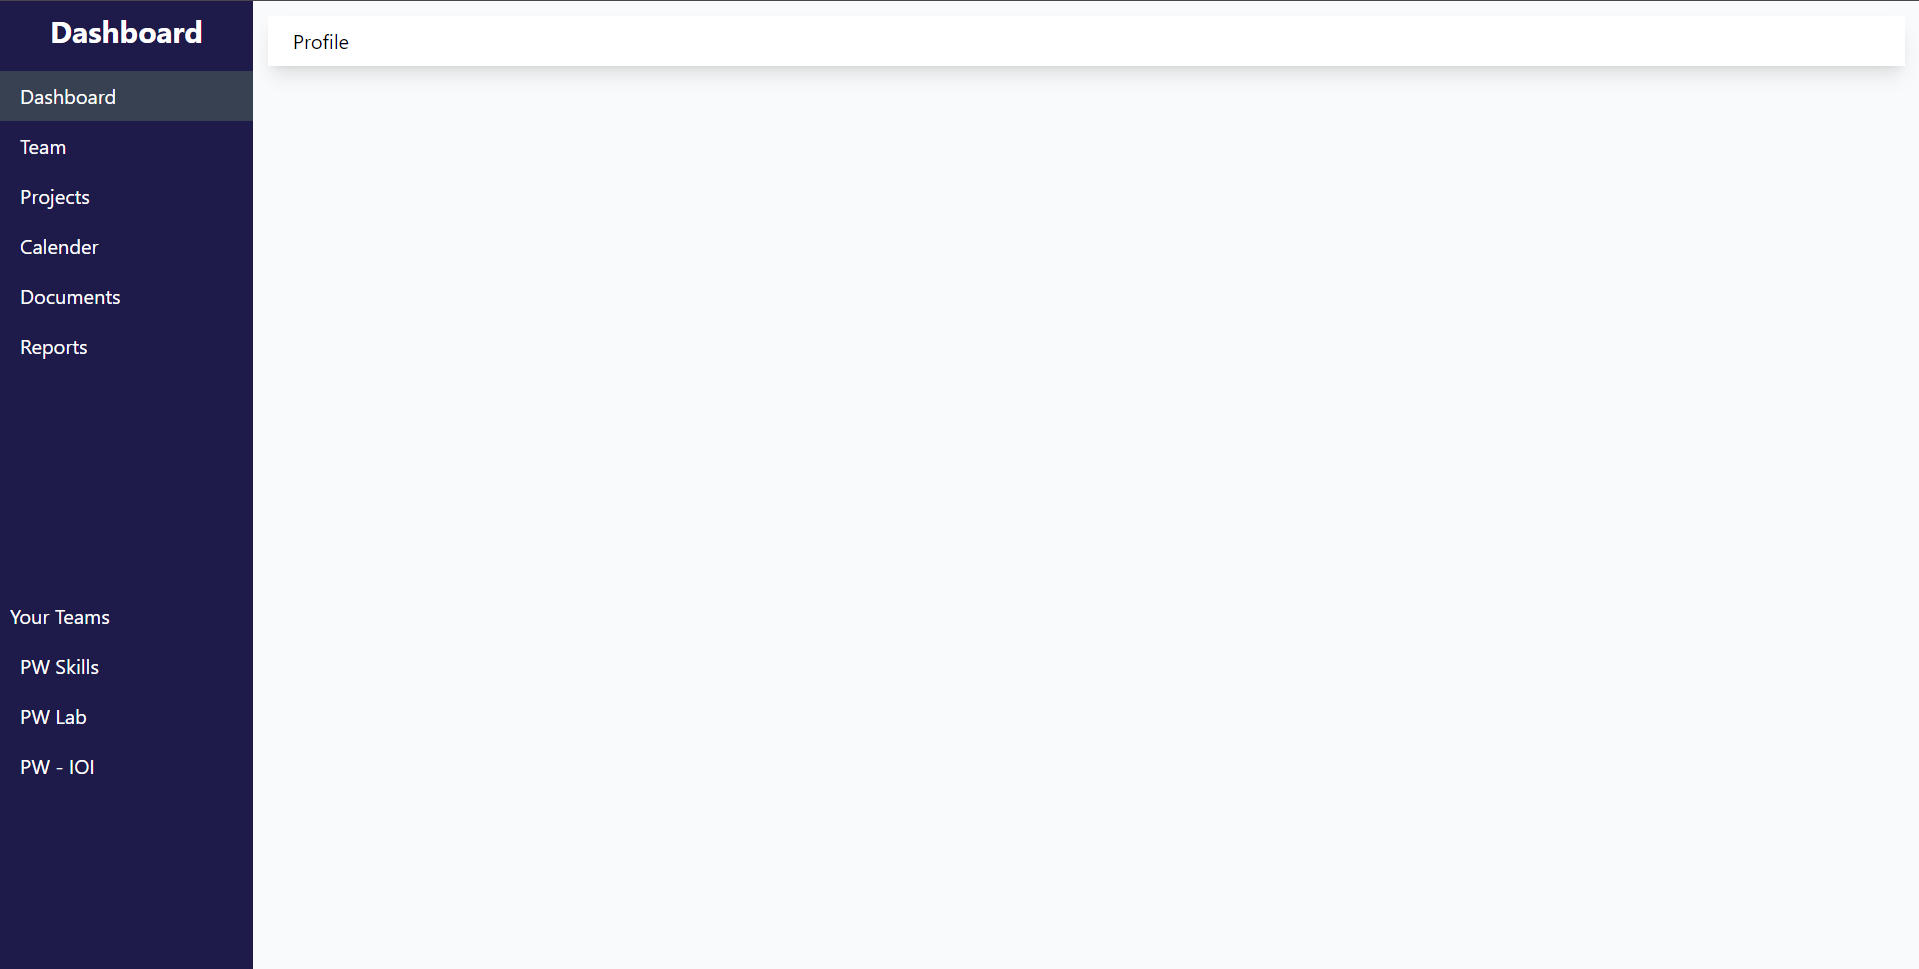 Dashboard
Dashboard
Team
Projects
Calender
Documents
Reports
Your Teams
PW Skills
PW Lab
PW - IOI
Profile